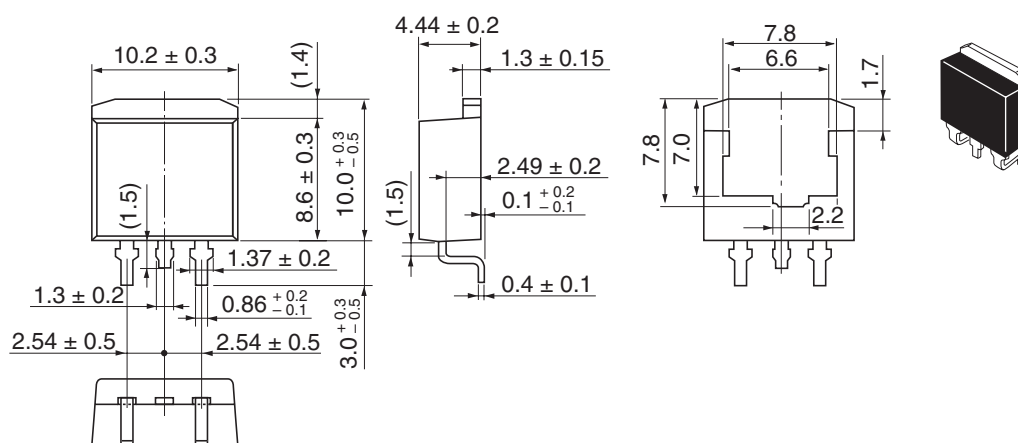 4.44 ± 0.2
10.2 ± 0.3
(1.4)
1.3 ± 0.15
8.6 ± 0.3
10.0 + 0.3 − 0.5
(1.5)
2.49 ± 0.2
0.1 + 0.2 − 0.1
(1.5)
1.37 ± 0.2
1.3 ± 0.2
0.86 + 0.2 − 0.1
3.0 + 0.3 − 0.5
0.4 ± 0.1
2.54 ± 0.5
2.54 ± 0.5
7.8
6.6
1.7
7.8
7.0
2.2